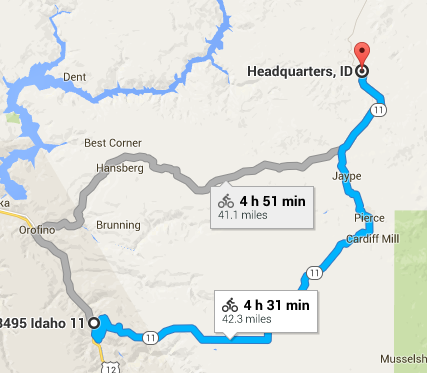 Headquarters, ID
Dent
11
Best Corner
Hansberg
Jaype
4 h 51 min
41.1 miles
Pierce
ka
Orofino
Brunning
Cardiff Mill
11
4 h 31 min
42.3 miles
3495 Idaho 11
11
12
Musselsh